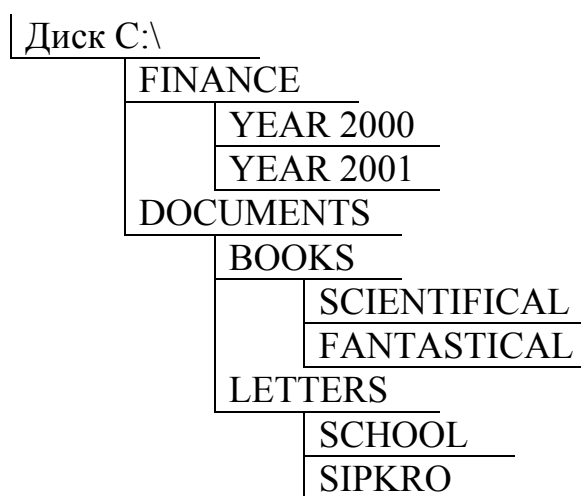 Диск C:\
FINANCE
YEAR 2000
YEAR 2001
DOCUMENTS
BOOKS
SCIENTIFICAL
FANTASTICAL
LETTERS
SCHOOL
SIPKRO